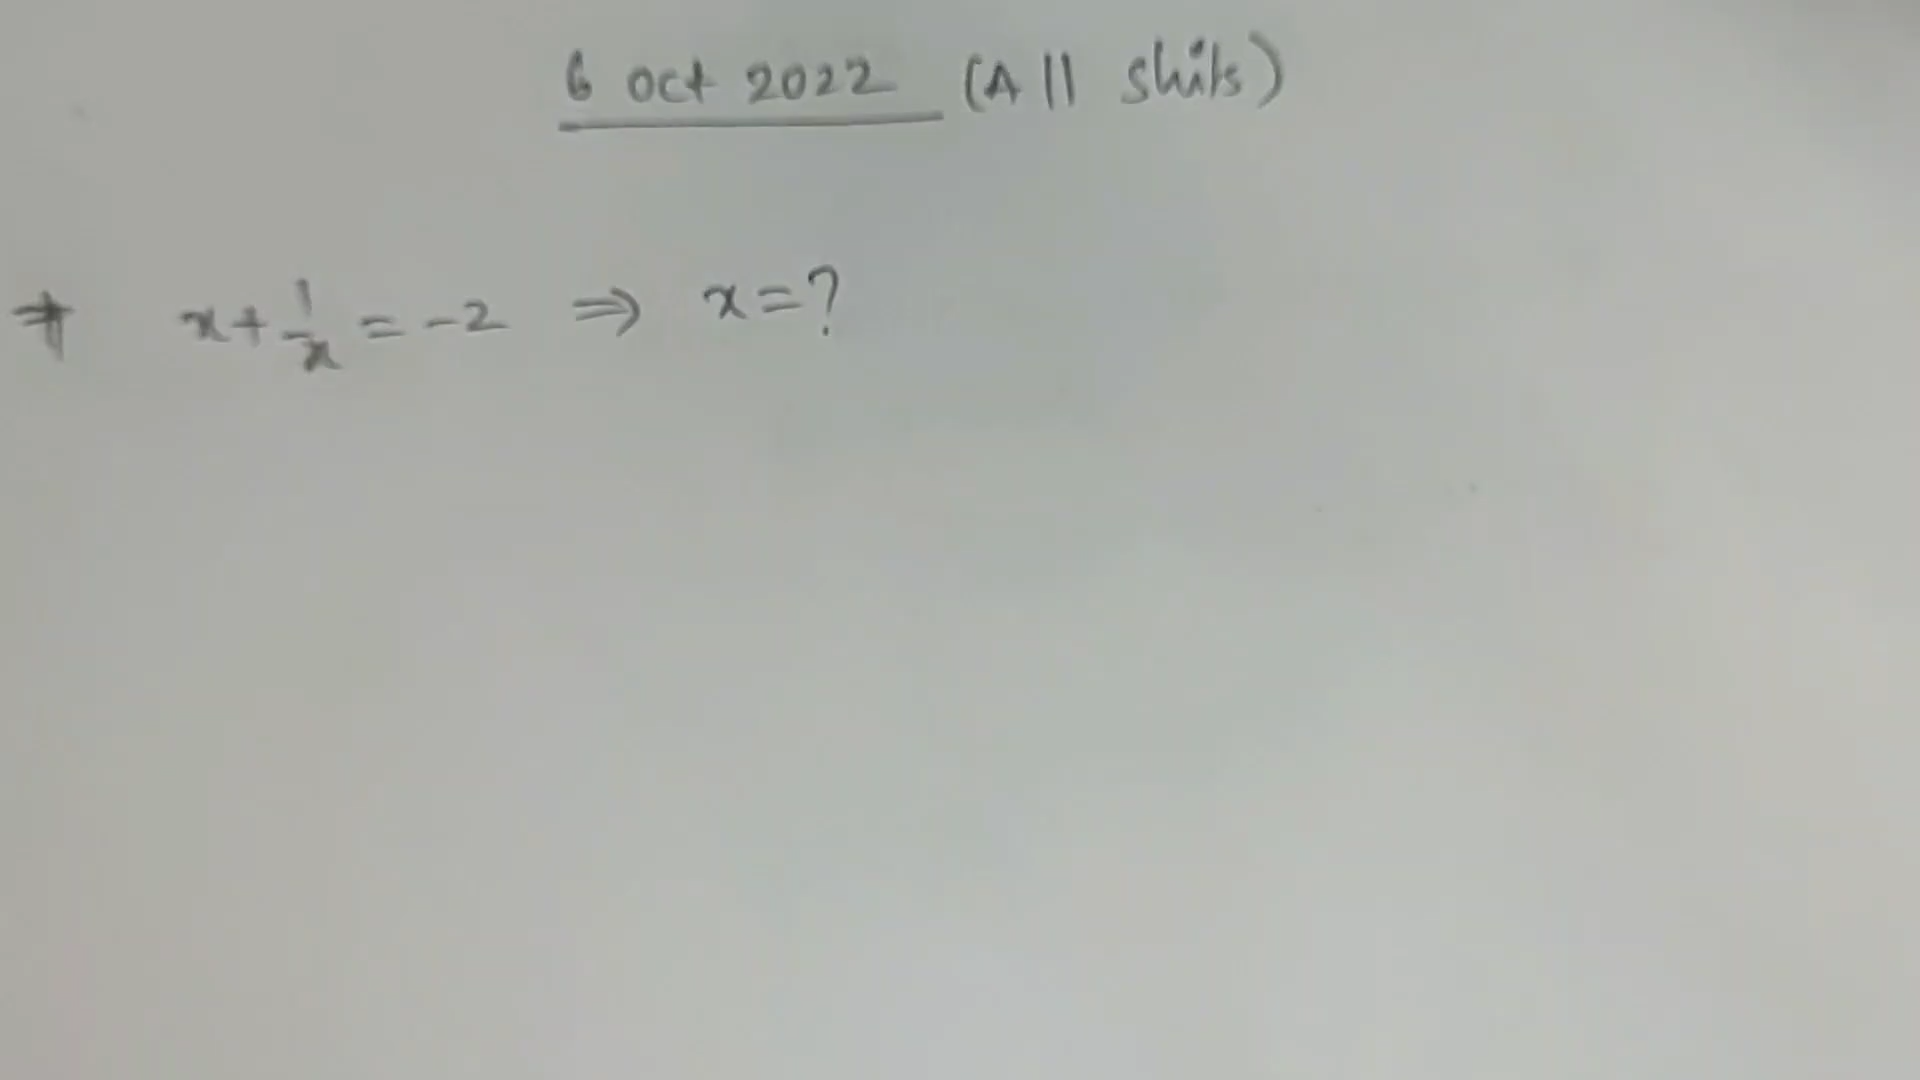 6 Oct 2022 (All shifts)
* x + 1/x = -2 ⇒ x = ?